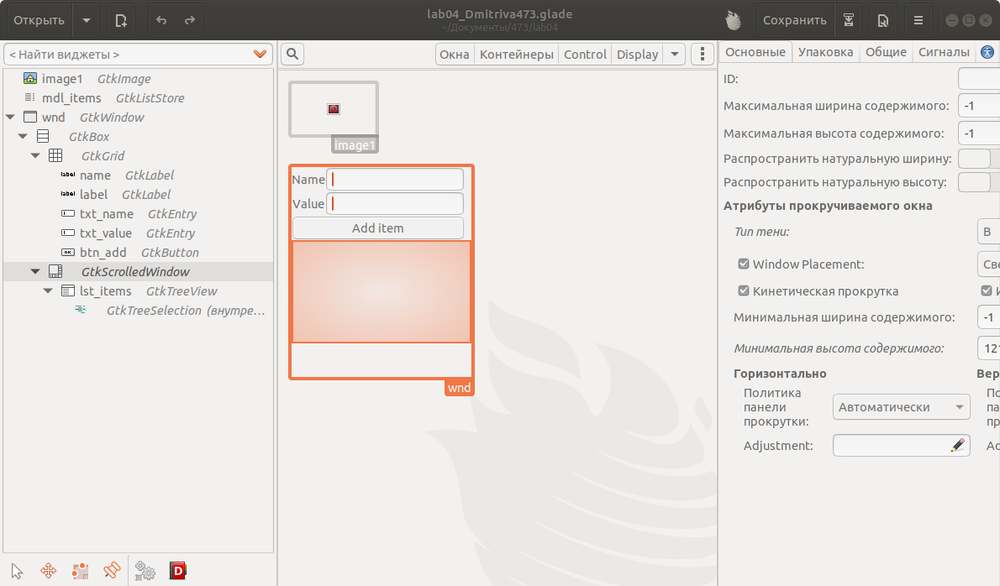 Открыть
lab04_Dmitriva473.glade
~/Документы/473/lab04
Сохранить
< Найти виджеты >
image1 GtkImage
mdl_items GtkListStore
wnd GtkWindow
GtkBox
GtkGrid
label name GtkLabel
label label GtkLabel
txt_name GtkEntry
txt_value GtkEntry
btn_add GtkButton
GtkScrolledWindow
lst_items GtkTreeView
GtkTreeSelection (внутре...
D
Окна Контейнеры Control Display
image1
Name
Value
Add item
wnd
Основные Упаковка Общие Сигналы
ID:
Максимальная ширина содержимого: -1
Максимальная высота содержимого: -1
Распространить натуральную ширину:
Распространить натуральную высоту:
Атрибуты прокручиваемого окна
Тип тени: В
Window Placement: Све
Кинетическая прокрутка И
Минимальная ширина содержимого: -1
Минимальная высота содержимого: 121
Горизонтально Вер
Политика панели прокрутки: Автоматически По па пр
Adjustment: Ad